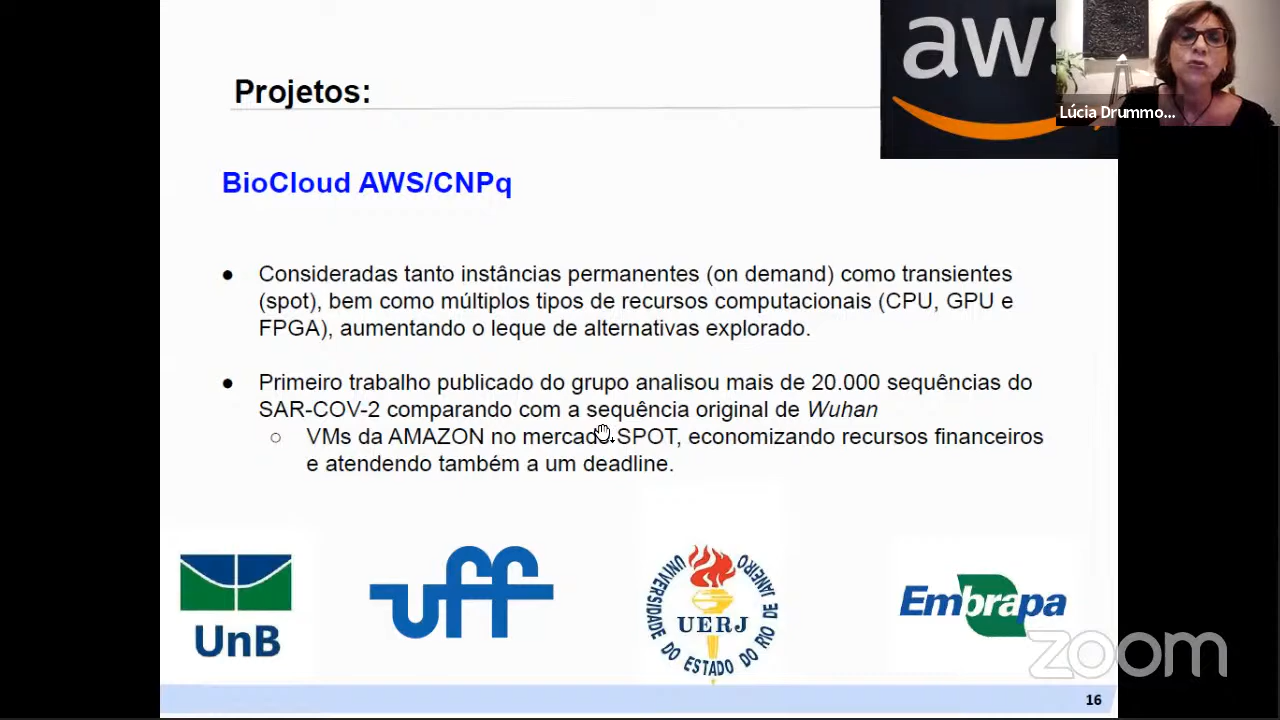 Projetos:
aws
Lúcia Drummo...
BioCloud AWS/CNPq
● Consideradas tanto instâncias permanentes (on demand) como transientes
(spot), bem como múltiplos tipos de recursos computacionais (CPU, GPU e
FPGA), aumentando o leque de alternativas explorado.
● Primeiro trabalho publicado do grupo analisou mais de 20.000 sequências do
SAR-COV-2 comparando com a sequência original de Wuhan
○ VMs da AMAZON no mercado SPOT, economizando recursos financeiros
e atendendo também a um deadline.
UnB
uff
UNIVERSIDADE DO ESTADO DO RIO DE JANEIRO
UERJ
Embrapa
zoom
16